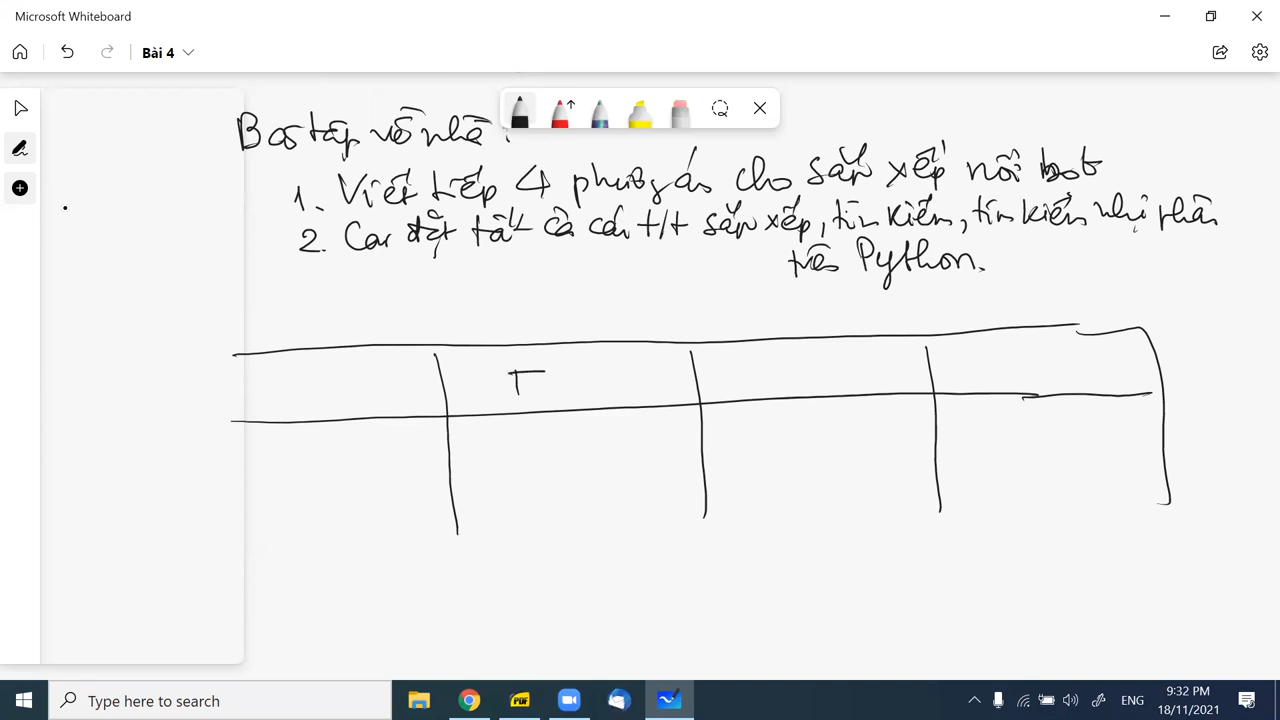 Microsoft Whiteboard
Bài 4
Bài tập về nhà:
1. Viết tiếp 4 phương án cho sắp xếp nổi bọt
2. Cài đặt tất cả các t/t sắp xếp, tìm kiếm, tìm kiếm nhị phân
trên Python.
T
Type here to search
PDF
ENG
9:32 PM
18/11/2021